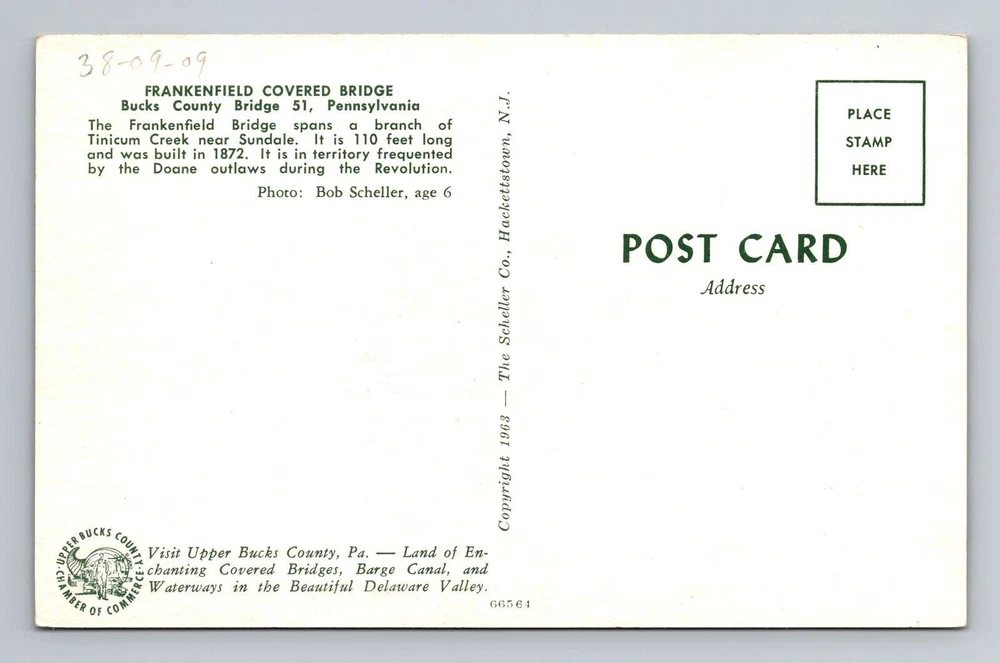 38-09-09
FRANKENFIELD COVERED BRIDGE
Bucks County Bridge 51, Pennsylvania
The Frankenfield Bridge spans a branch of
Tinicum Creek near Sundale. It is 110 feet long
and was built in 1872. It is in territory frequented
by the Doane outlaws during the Revolution.
Photo: Bob Scheller, age 6
Copyright 1963 — The Scheller Co., Hackettstown, N.J.
PLACE
STAMP
HERE
POST CARD
Address
UPPER BUCKS COUNTY
CHAMBER OF COMMERCE
Visit Upper Bucks County, Pa. — Land of En-
chanting Covered Bridges, Barge Canal, and
Waterways in the Beautiful Delaware Valley.
66564